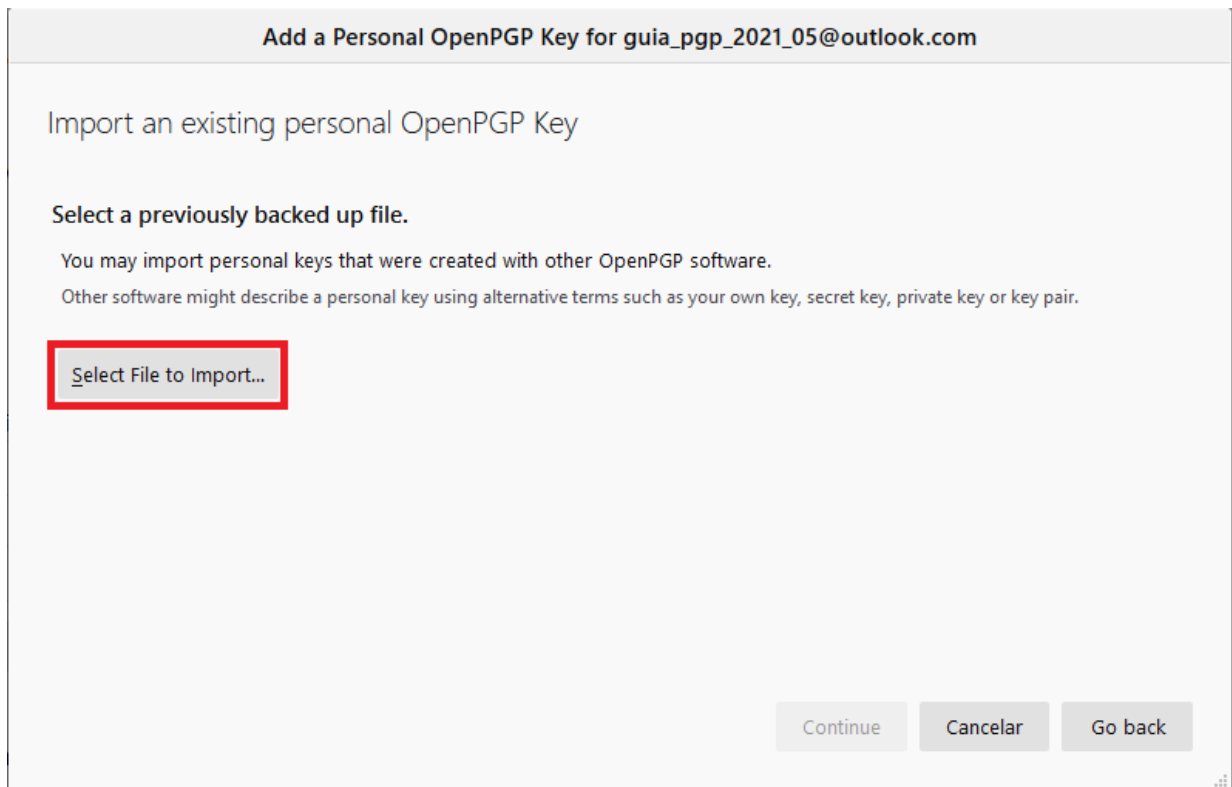 Add a Personal OpenPGP Key for guia_pgp_2021_05@outlook.com
Import an existing personal OpenPGP Key
Select a previously backed up file.
You may import personal keys that were created with other OpenPGP software.
Other software might describe a personal key using alternative terms such as your own key, secret key, private key or key pair.
Select File to Import...
Continue Cancelar Go back